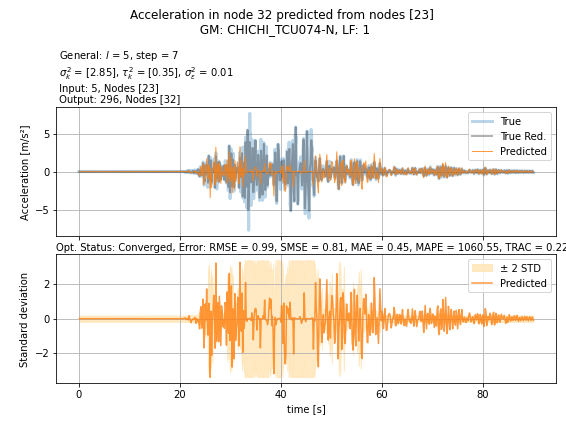 Acceleration in node 32 predicted from nodes [23]
GM: CHICHI_TCU074-N, LF: 1
General: l = 5, step = 7
σ²ₖ = [2.85], τ²ₖ = [0.35], σ²ε = 0.01
Input: 5, Nodes [23]
Output: 296, Nodes [32]
Acceleration [m/s²]
5
0
−5
True
True Red.
Predicted
Opt. Status: Converged, Error: RMSE = 0.99, SMSE = 0.81, MAE = 0.45, MAPE = 1060.55, TRAC = 0.22
Standard deviation
2
0
−2
± 2 STD
Predicted
0 20 40 60 80
time [s]